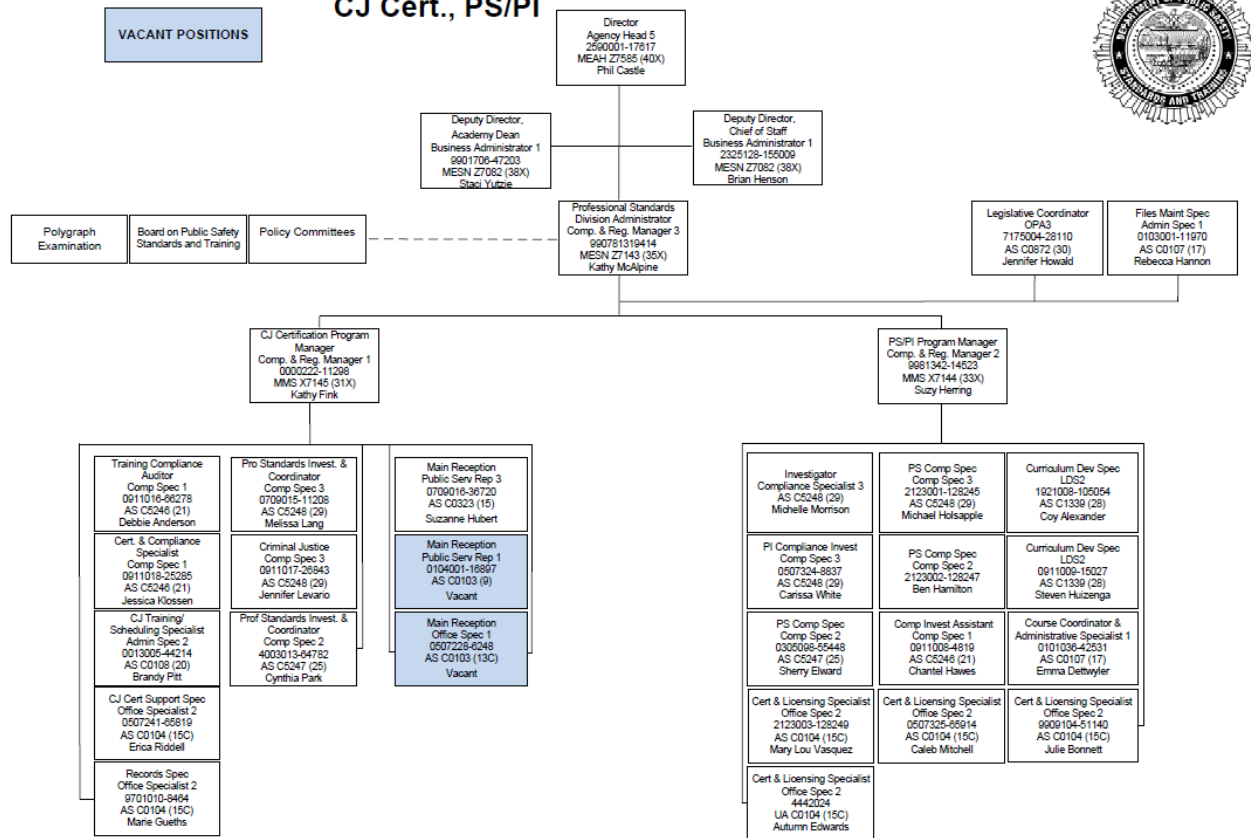 CJ Cert., PS/PI
VACANT POSITIONS
Director
Agency Head 5
2590001-17617
MEAH Z7585 (40X)
Phil Castle
DEPARTMENT OF PUBLIC SAFETY
STANDARDS AND TRAINING
Deputy Director,
Academy Dean
Business Administrator 1
9901706-47203
MESN Z7082 (38X)
Staci Yutzie
Deputy Director,
Chief of Staff
Business Administrator 1
2325128-155009
MESN Z7082 (38X)
Brian Henson
Polygraph
Examination
Board on Public Safety
Standards and Training
Policy Committees
Professional Standards
Division Administrator
Comp. & Reg. Manager 3
990781319414
MESN Z7143 (35X)
Kathy McAlpine
Legislative Coordinator
OPA3
7175004-28110
AS C0872 (30)
Jennifer Howald
Files Maint Spec
Admin Spec 1
0103001-11970
AS C0107 (17)
Rebecca Hannon
CJ Certification Program
Manager
Comp. & Reg. Manager 1
0000222-11298
MMS X7145 (31X)
Kathy Fink
PS/PI Program Manager
Comp. & Reg. Manager 2
9981342-14523
MMS X7144 (33X)
Suzy Herring
Training Compliance
Auditor
Comp Spec 1
0911016-66278
AS C5246 (21)
Debbie Anderson
Pro Standards Invest. &
Coordinator
Comp Spec 3
0709015-11208
AS C5248 (29)
Melissa Lang
Main Reception
Public Serv Rep 3
0709016-36720
AS C0323 (15)
Suzanne Hubert
Cert. & Compliance
Specialist
Comp Spec 1
0911018-25285
AS C5246 (21)
Jessica Klossen
Criminal Justice
Comp Spec 3
0911017-26843
AS C5248 (29)
Jennifer Levario
Main Reception
Public Serv Rep 1
0104001-16897
AS C0103 (9)
Vacant
CJ Training/
Scheduling Specialist
Admin Spec 2
0013005-44214
AS C0108 (20)
Brandy Pitt
Prof Standards Invest. &
Coordinator
Comp Spec 2
4003013-64782
AS C5247 (25)
Cynthia Park
Main Reception
Office Spec 1
0507228-6248
AS C0103 (13C)
Vacant
CJ Cert Support Spec
Office Specialist 2
0507241-65819
AS C0104 (15C)
Erica Riddell
Records Spec
Office Specialist 2
9701010-8464
AS C0104 (15C)
Marie Gueths
Investigator
Compliance Specialist 3
AS C5248 (29)
Michelle Morrison
PS Comp Spec
Comp Spec 3
2123001-128245
AS C5248 (29)
Michael Holsapple
Curriculum Dev Spec
LDS2
1921008-105054
AS C1339 (28)
Coy Alexander
PI Compliance Invest
Comp Spec 3
0507324-8837
AS C5248 (29)
Carissa White
PS Comp Spec
Comp Spec 2
2123002-128247
Ben Hamilton
Curriculum Dev Spec
LDS2
0911009-15027
AS C1339 (28)
Steven Huizenga
PS Comp Spec
Comp Spec 2
0305098-55448
AS C5247 (25)
Sherry Elward
Comp Invest Assistant
Comp Spec 1
0911008-4819
AS C5246 (21)
Chantel Hawes
Course Coordinator &
Administrative Specialist 1
0101036-42531
AS C0107 (17)
Emma Dettwyler
Cert & Licensing Specialist
Office Spec 2
2123003-128249
AS C0104 (15C)
Mary Lou Vasquez
Cert & Licensing Specialist
Office Spec 2
0507325-65914
AS C0104 (15C)
Caleb Mitchell
Cert & Licensing Specialist
Office Spec 2
9909104-51140
AS C0104 (15C)
Julie Bonnett
Cert & Licensing Specialist
Office Spec 2
4442024
UA C0104 (15C)
Autumn Edwards